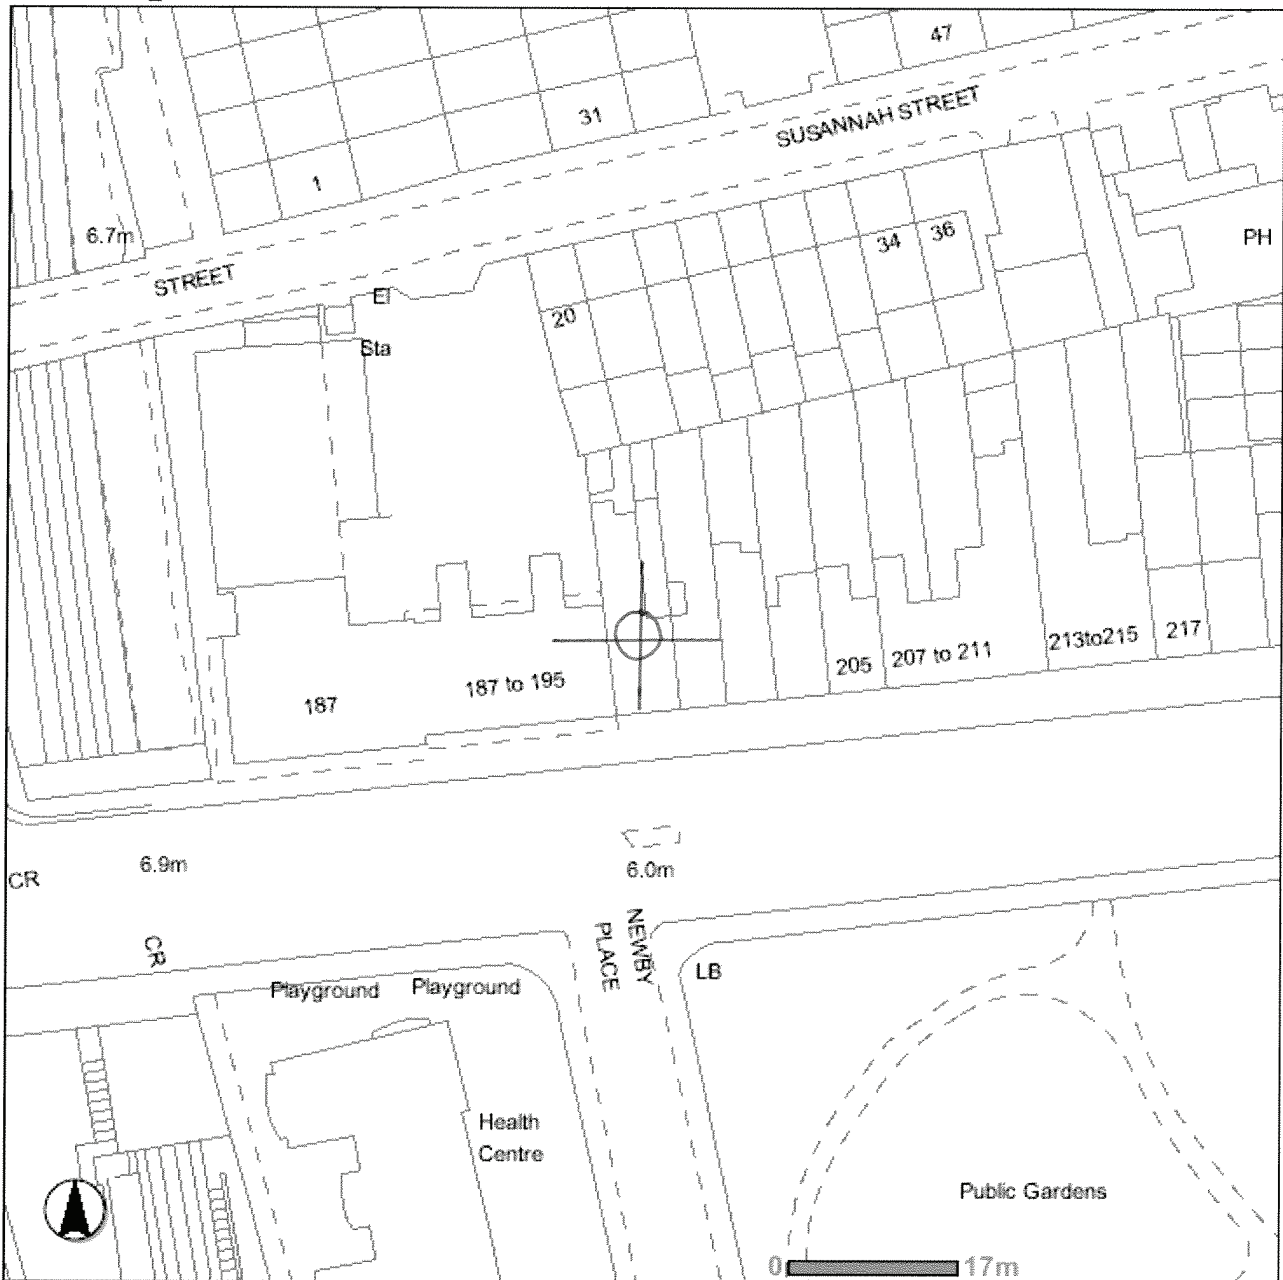 47
31
SUSANNAH STREET
1
6.7m
STREET
34
36
PH
El
20
Sta
205
207 to 211
213to215
217
187
187 to 195
6.9m
6.0m
CR
CR
NEWBY
PLACE
LB
Playground
Playground
Health
Centre
Public Gardens
0
17m